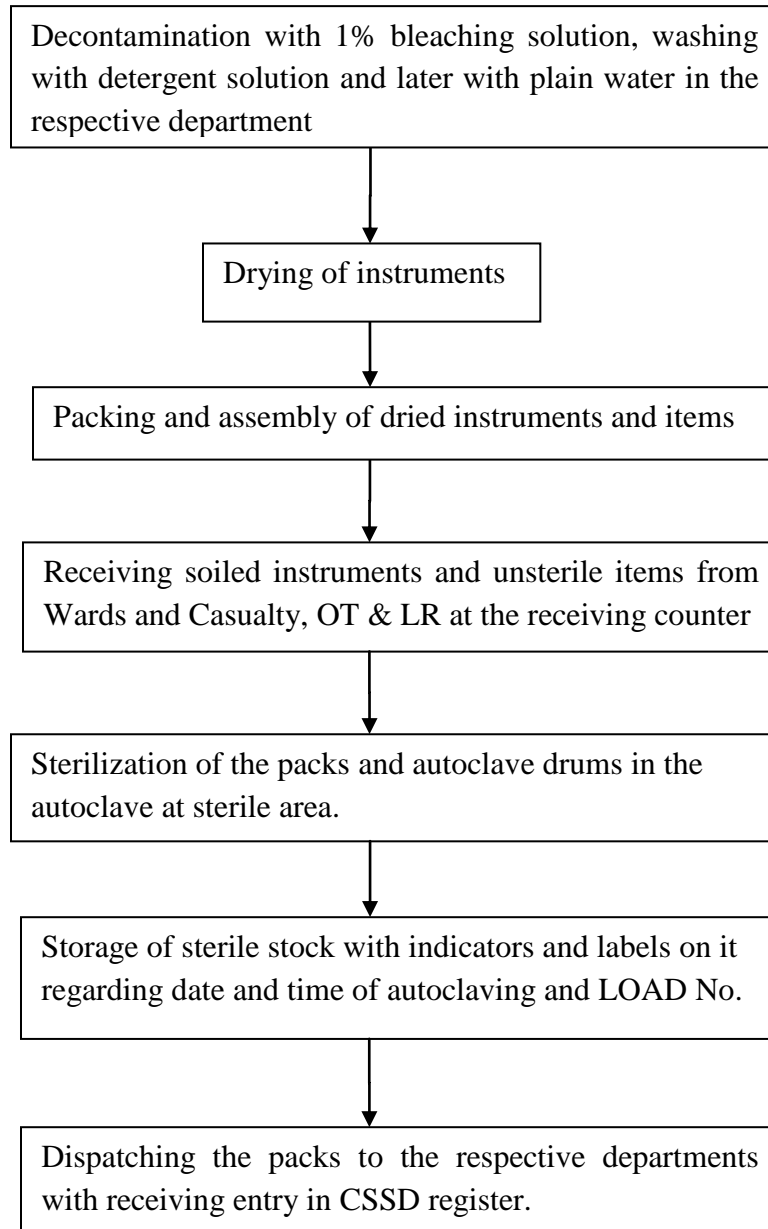 Decontamination with 1% bleaching solution, washing
with detergent solution and later with plain water in the
respective department
Drying of instruments
Packing and assembly of dried instruments and items
Receiving soiled instruments and unsterile items from
Wards and Casualty, OT & LR at the receiving counter
Sterilization of the packs and autoclave drums in the
autoclave at sterile area.
Storage of sterile stock with indicators and labels on it
regarding date and time of autoclaving and LOAD No.
Dispatching the packs to the respective departments
with receiving entry in CSSD register.